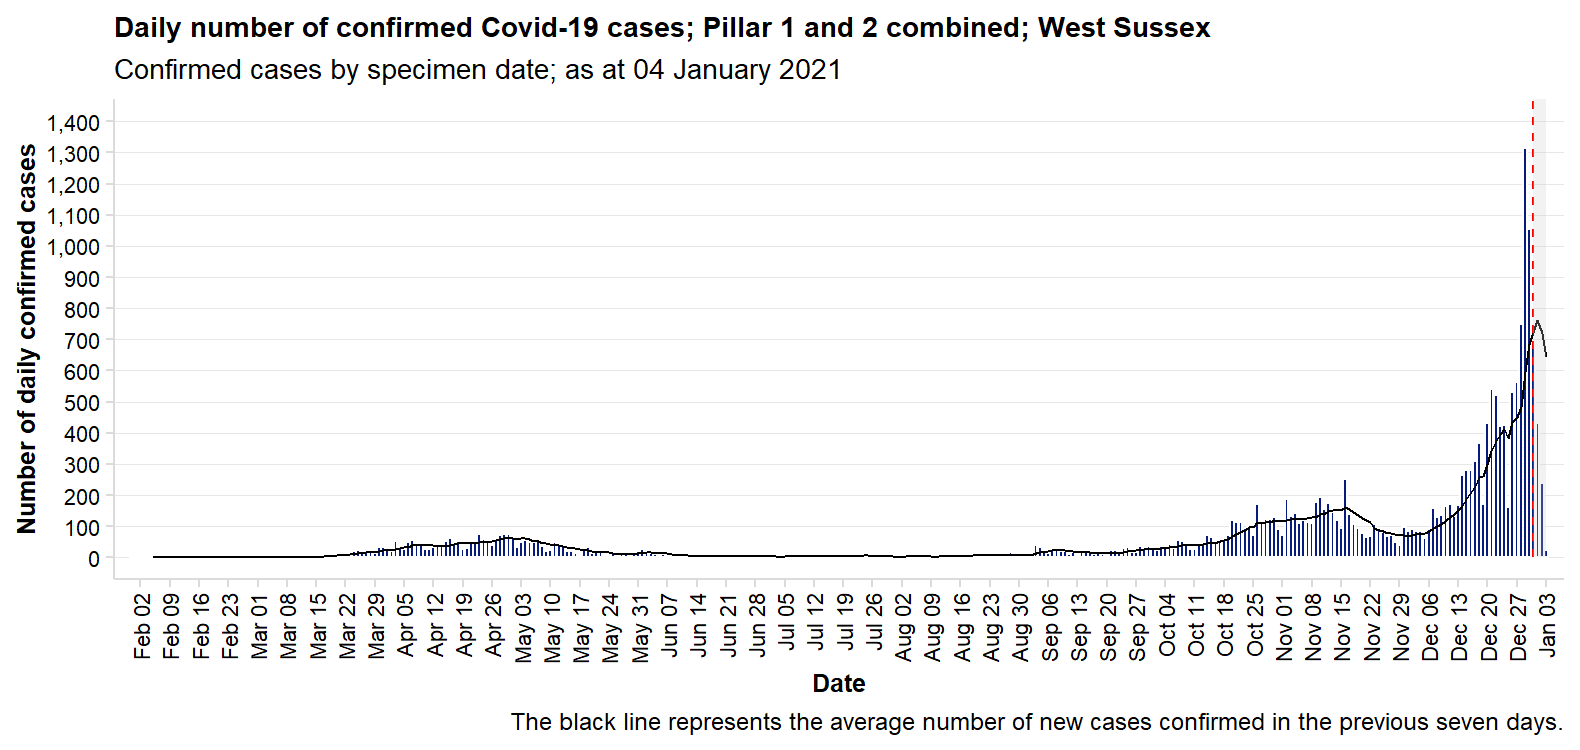 Daily number of confirmed Covid-19 cases; Pillar 1 and 2 combined; West Sussex
Confirmed cases by specimen date; as at 04 January 2021
Number of daily confirmed cases
1,400
1,300
1,200
1,100
1,000
900
800
700
600
500
400
300
200
100
0
Feb 02
Feb 09
Feb 16
Feb 23
Mar 01
Mar 08
Mar 15
Mar 22
Mar 29
Apr 05
Apr 12
Apr 19
Apr 26
May 03
May 10
May 17
May 24
May 31
Jun 07
Jun 14
Jun 21
Jun 28
Jul 05
Jul 12
Jul 19
Jul 26
Aug 02
Aug 09
Aug 16
Aug 23
Aug 30
Sep 06
Sep 13
Sep 20
Sep 27
Oct 04
Oct 11
Oct 18
Oct 25
Nov 01
Nov 08
Nov 15
Nov 22
Nov 29
Dec 06
Dec 13
Dec 20
Dec 27
Jan 03
Date
The black line represents the average number of new cases confirmed in the previous seven days.